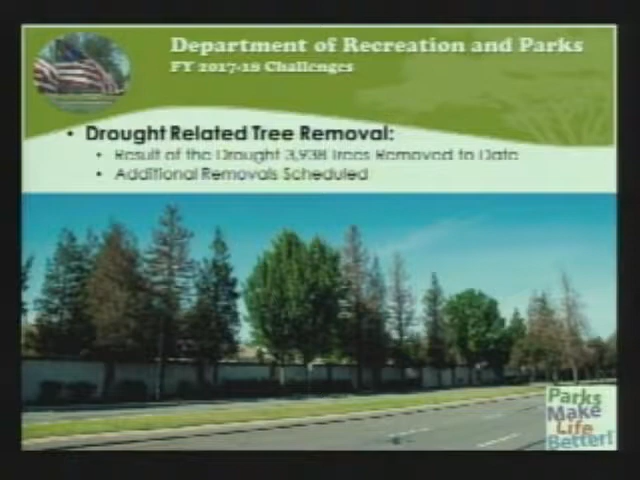 Department of Recreation and Parks
FY 2017-18 Challenges
• Drought Related Tree Removal:
• Result of the Drought 3,938 Trees Removed to Date
• Additional Removals Scheduled
Parks
Make
Life
Better!